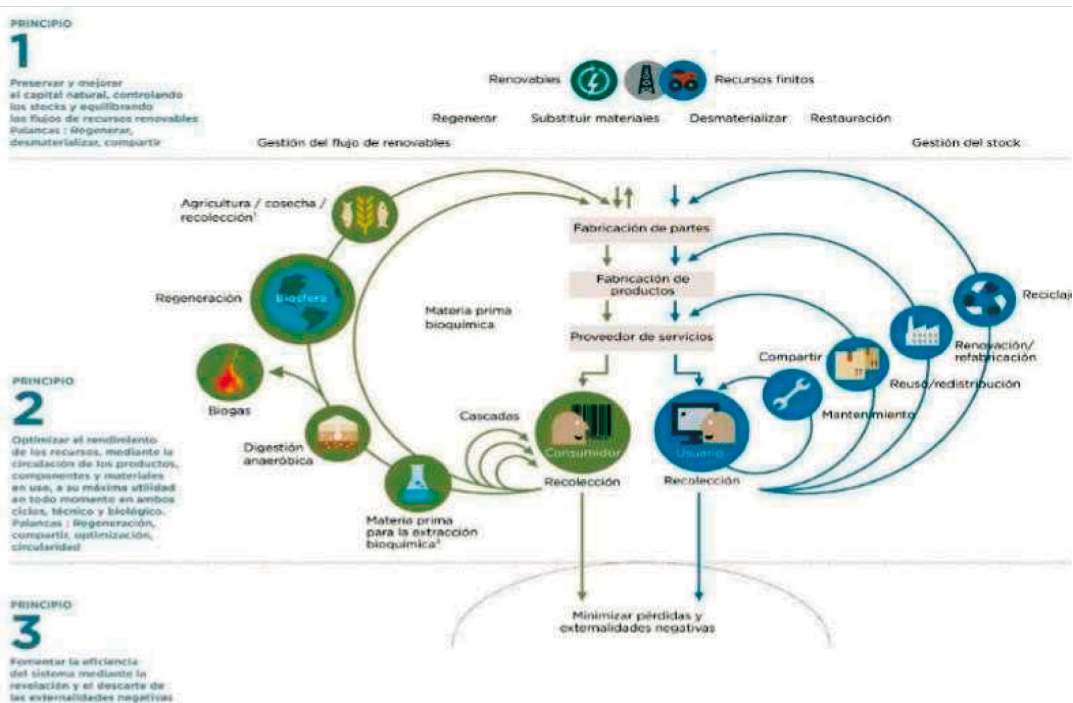 PRINCIPIO
1
Preservar y mejorar
el capital natural, controlando
los stocks y equilibrando
los flujos de recursos renovables
Palancas : Regenerar,
desmaterializar, compartir
Renovables
Recursos finitos
Regenerar
Substituir materiales
Desmaterializar
Restauración
Gestión del flujo de renovables
Gestión del stock
Agricultura / cosecha /
recolección¹
Regeneración
Biosfera
Biogas
Digestión
anaeróbica
Materia prima
para la extracción
bioquímica²
Materia prima
bioquímica
Cascadas
Fabricación de partes
Fabricación de
productos
Proveedor de servicios
Consumidor
Recolección
Usuario
Recolección
Compartir
Mantenimiento
Reuso/redistribución
Renovación/
refabricación
Reciclaje
PRINCIPIO
2
Optimizar el rendimiento
de los recursos, mediante la
circulación de los productos,
componentes y materiales
en uso, a su máxima utilidad
en todo momento en ambos
ciclos, técnico y biológico.
Palancas : Regeneración,
compartir, optimización,
circularidad
Minimizar pérdidas y
externalidades negativas
PRINCIPIO
3
Fomentar la eficiencia
del sistema mediante la
revelación y el descarte de
las externalidades negativas